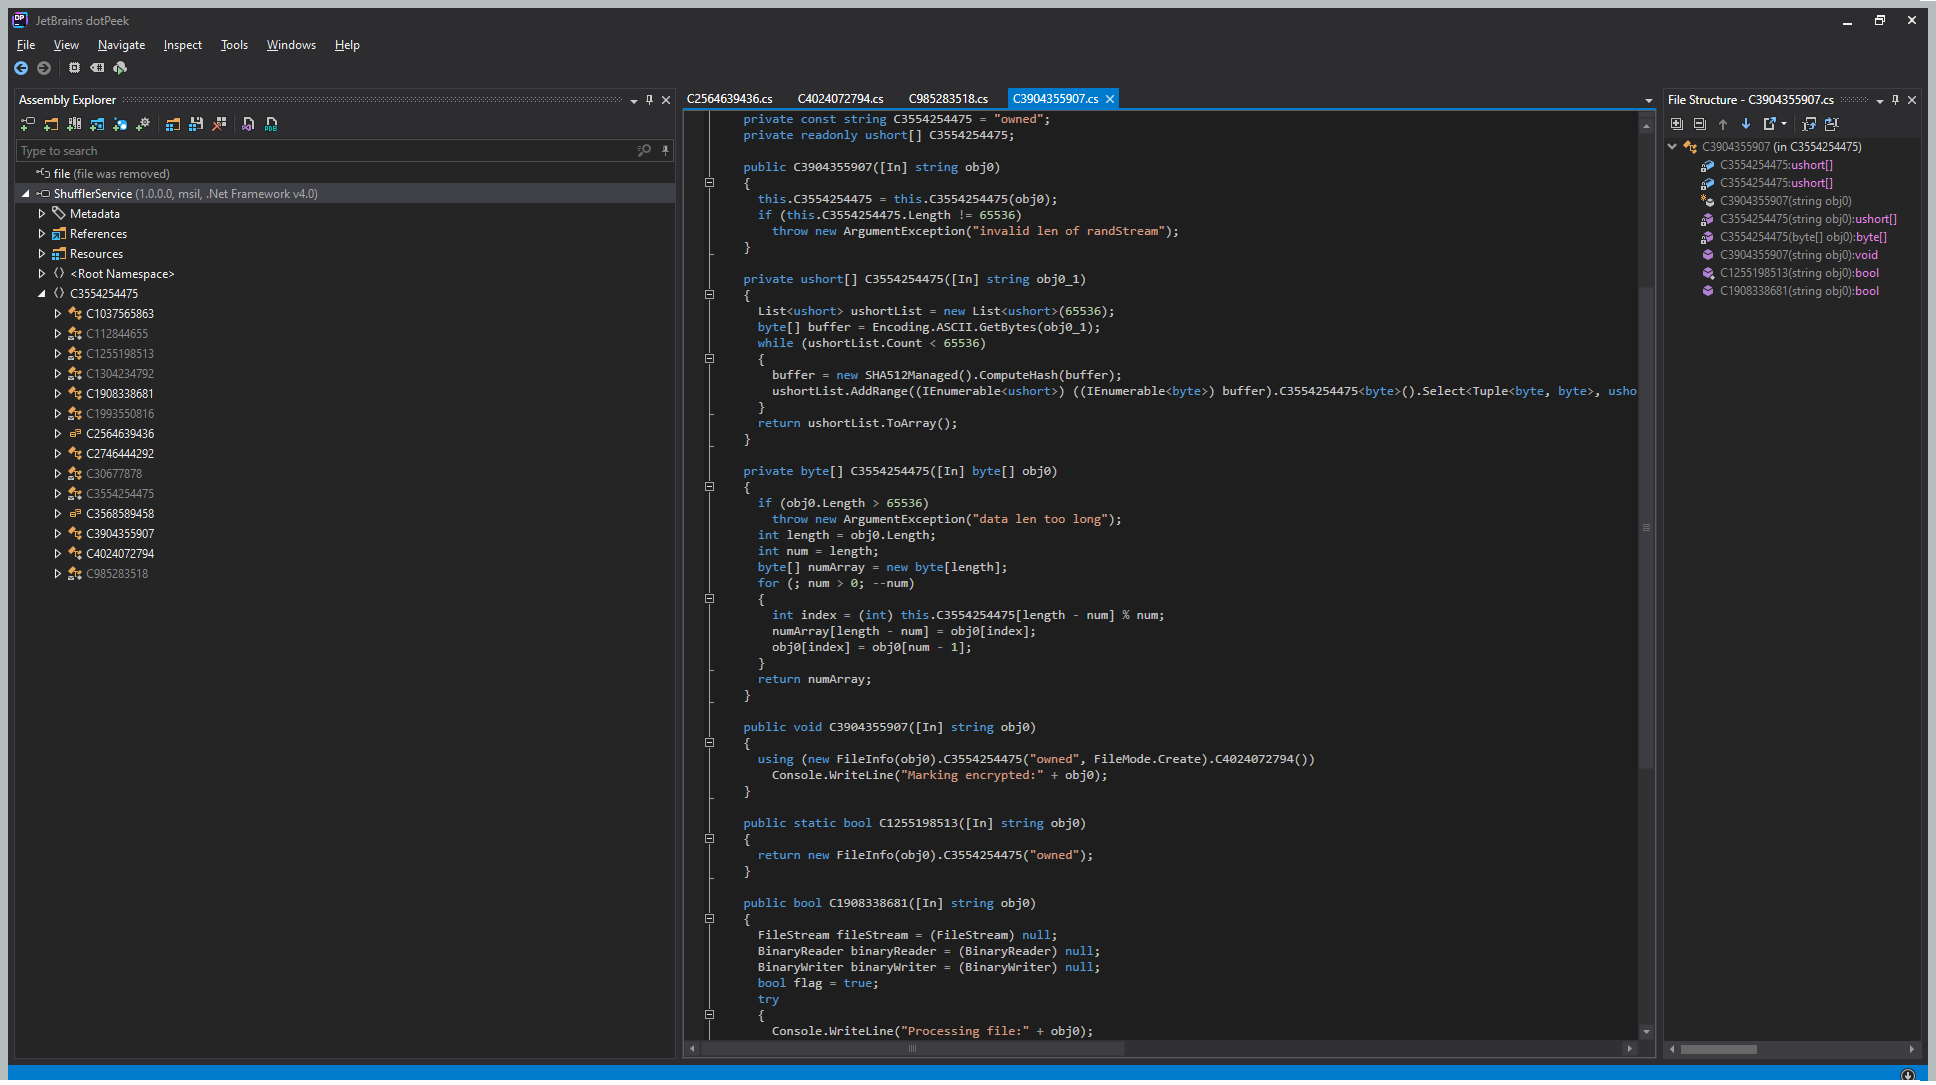 JetBrains dotPeek
File View Navigate Inspect Tools Windows Help
Assembly Explorer
Type to search
file (file was removed)
ShufflerService (1.0.0.0, msil, .Net Framework v4.0)
Metadata
References
Resources
<Root Namespace>
C3554254475
C1037565863
C112844655
C1255198513
C1304234792
C1908338681
C1993550816
C2564639436
C2746444292
C30677878
C3554254475
C3568589458
C3904355907
C4024072794
C985283518
C2564639436.cs C4024072794.cs C985283518.cs C3904355907.cs
private const string C3554254475 = "owned";
private readonly ushort[] C3554254475;
public C3904355907([In] string obj0)
{
this.C3554254475 = this.C3554254475(obj0);
if (this.C3554254475.Length != 65536)
throw new ArgumentException("invalid len of randStream");
}
private ushort[] C3554254475([In] string obj0_1)
{
List<ushort> ushortList = new List<ushort>(65536);
byte[] buffer = Encoding.ASCII.GetBytes(obj0_1);
while (ushortList.Count < 65536)
{
buffer = new SHA512Managed().ComputeHash(buffer);
ushortList.AddRange((IEnumerable<ushort>) ((IEnumerable<byte>) buffer).C3554254475<byte>().Select<Tuple<byte, byte>, usho
}
return ushortList.ToArray();
}
private byte[] C3554254475([In] byte[] obj0)
{
if (obj0.Length > 65536)
throw new ArgumentException("data len too long");
int length = obj0.Length;
int num = length;
byte[] numArray = new byte[length];
for (; num > 0; --num)
{
int index = (int) this.C3554254475[length - num] % num;
numArray[length - num] = obj0[index];
obj0[index] = obj0[num - 1];
}
return numArray;
}
public void C3904355907([In] string obj0)
{
using (new FileInfo(obj0).C3554254475("owned", FileMode.Create).C4024072794())
Console.WriteLine("Marking encrypted:" + obj0);
}
public static bool C1255198513([In] string obj0)
{
return new FileInfo(obj0).C3554254475("owned");
}
public bool C1908338681([In] string obj0)
{
FileStream fileStream = (FileStream) null;
BinaryReader binaryReader = (BinaryReader) null;
BinaryWriter binaryWriter = (BinaryWriter) null;
bool flag = true;
try
{
Console.WriteLine("Processing file:" + obj0);
File Structure - C3904355907.cs
C3904355907 (in C3554254475)
C3554254475:ushort[]
C3554254475:ushort[]
C3904355907(string obj0)
C3554254475(string obj0):ushort[]
C3554254475(byte[] obj0):byte[]
C3904355907(string obj0):void
C1255198513(string obj0):bool
C1908338681(string obj0):bool